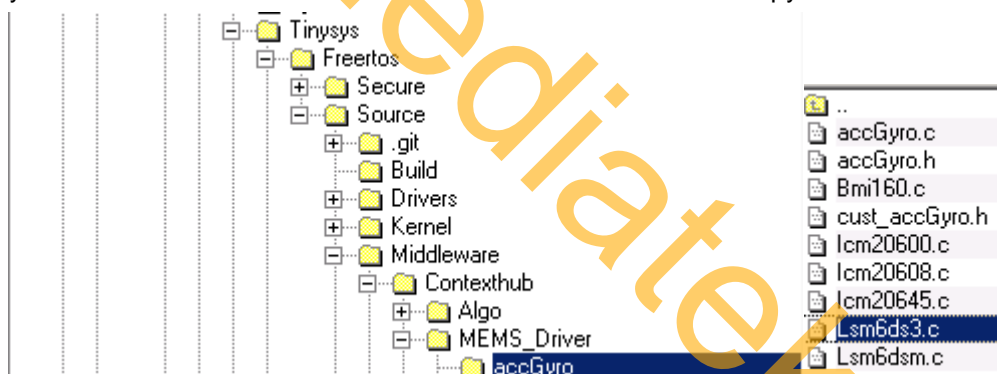 Tinysys
Freertos
Secure
Source
.git
Build
Drivers
Kernel
Middleware
Contexthub
Algo
MEMS_Driver
accGyro
..
accGyro.c
accGyro.h
Bmi160.c
cust_accGyro.h
Icm20600.c
Icm20608.c
Icm20645.c
Lsm6ds3.c
Lsm6dsm.c
ediatek